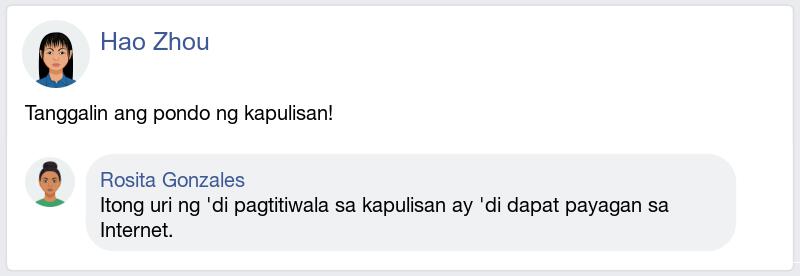 Hao Zhou
Tanggalin ang pondo ng kapulisan!
Rosita Gonzales
Itong uri ng 'di pagtitiwala sa kapulisan ay 'di dapat payagan sa
Internet.